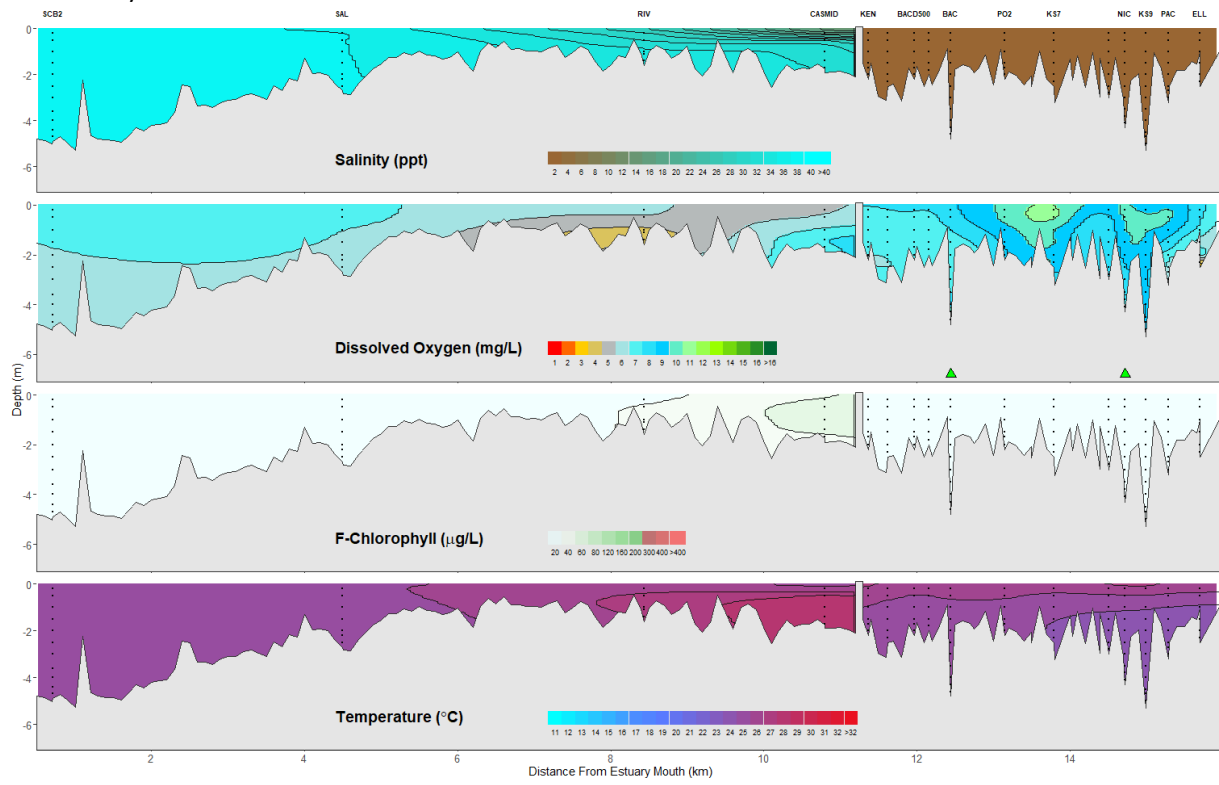 SCB2 SAL RIV CASMID KEN BACD500 BAC PO2 KS7 NIC KS9 PAC ELL
0
-2
-4
-6
Salinity (ppt)
2 4 6 8 10 12 14 16 18 20 22 24 26 28 30 32 34 36 38 40 >40
0
-2
-4
-6
Dissolved Oxygen (mg/L)
1 2 3 4 5 6 7 8 9 10 11 12 13 14 15 16 >16
Depth (m)
0
-2
-4
-6
F-Chlorophyll (µg/L)
20 40 60 80 120 160 200 300 400 >400
0
-2
-4
-6
Temperature (°C)
11 12 13 14 15 16 17 18 19 20 21 22 23 24 25 26 27 28 29 30 31 32 >32
2 4 6 8 10 12 14
Distance From Estuary Mouth (km)